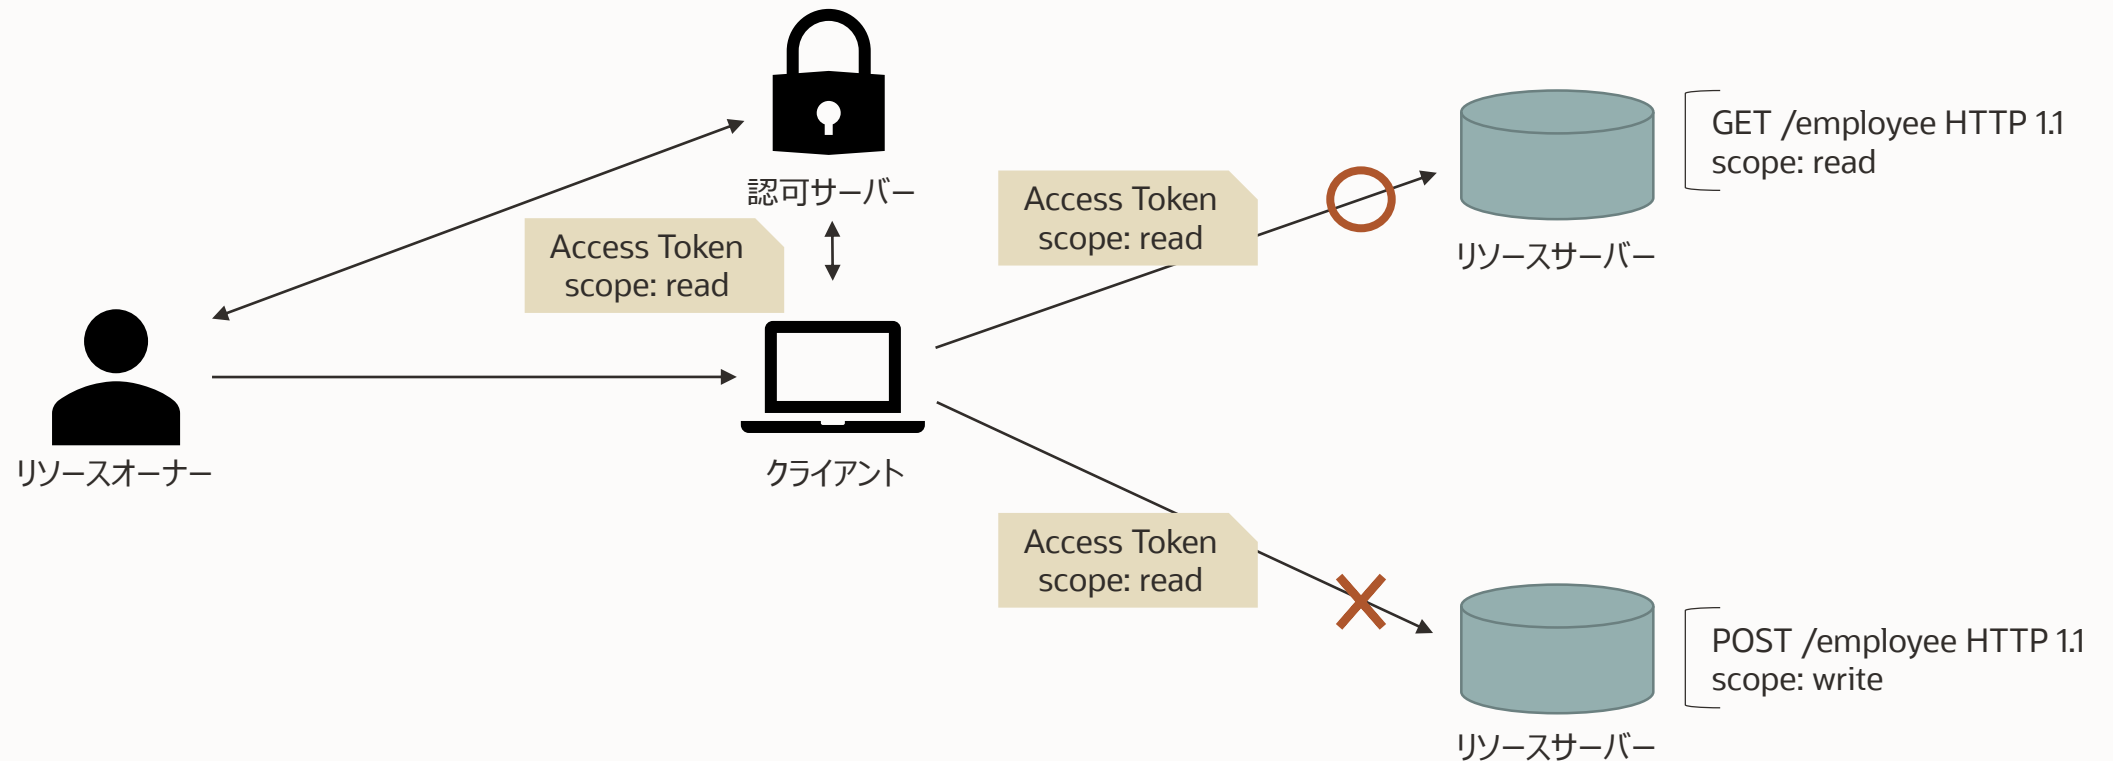 認可サーバー
Access Token
scope: read
リソースオーナー
クライアント
Access Token
scope: read
GET /employee HTTP 1.1
scope: read
リソースサーバー
Access Token
scope: read
POST /employee HTTP 1.1
scope: write
リソースサーバー